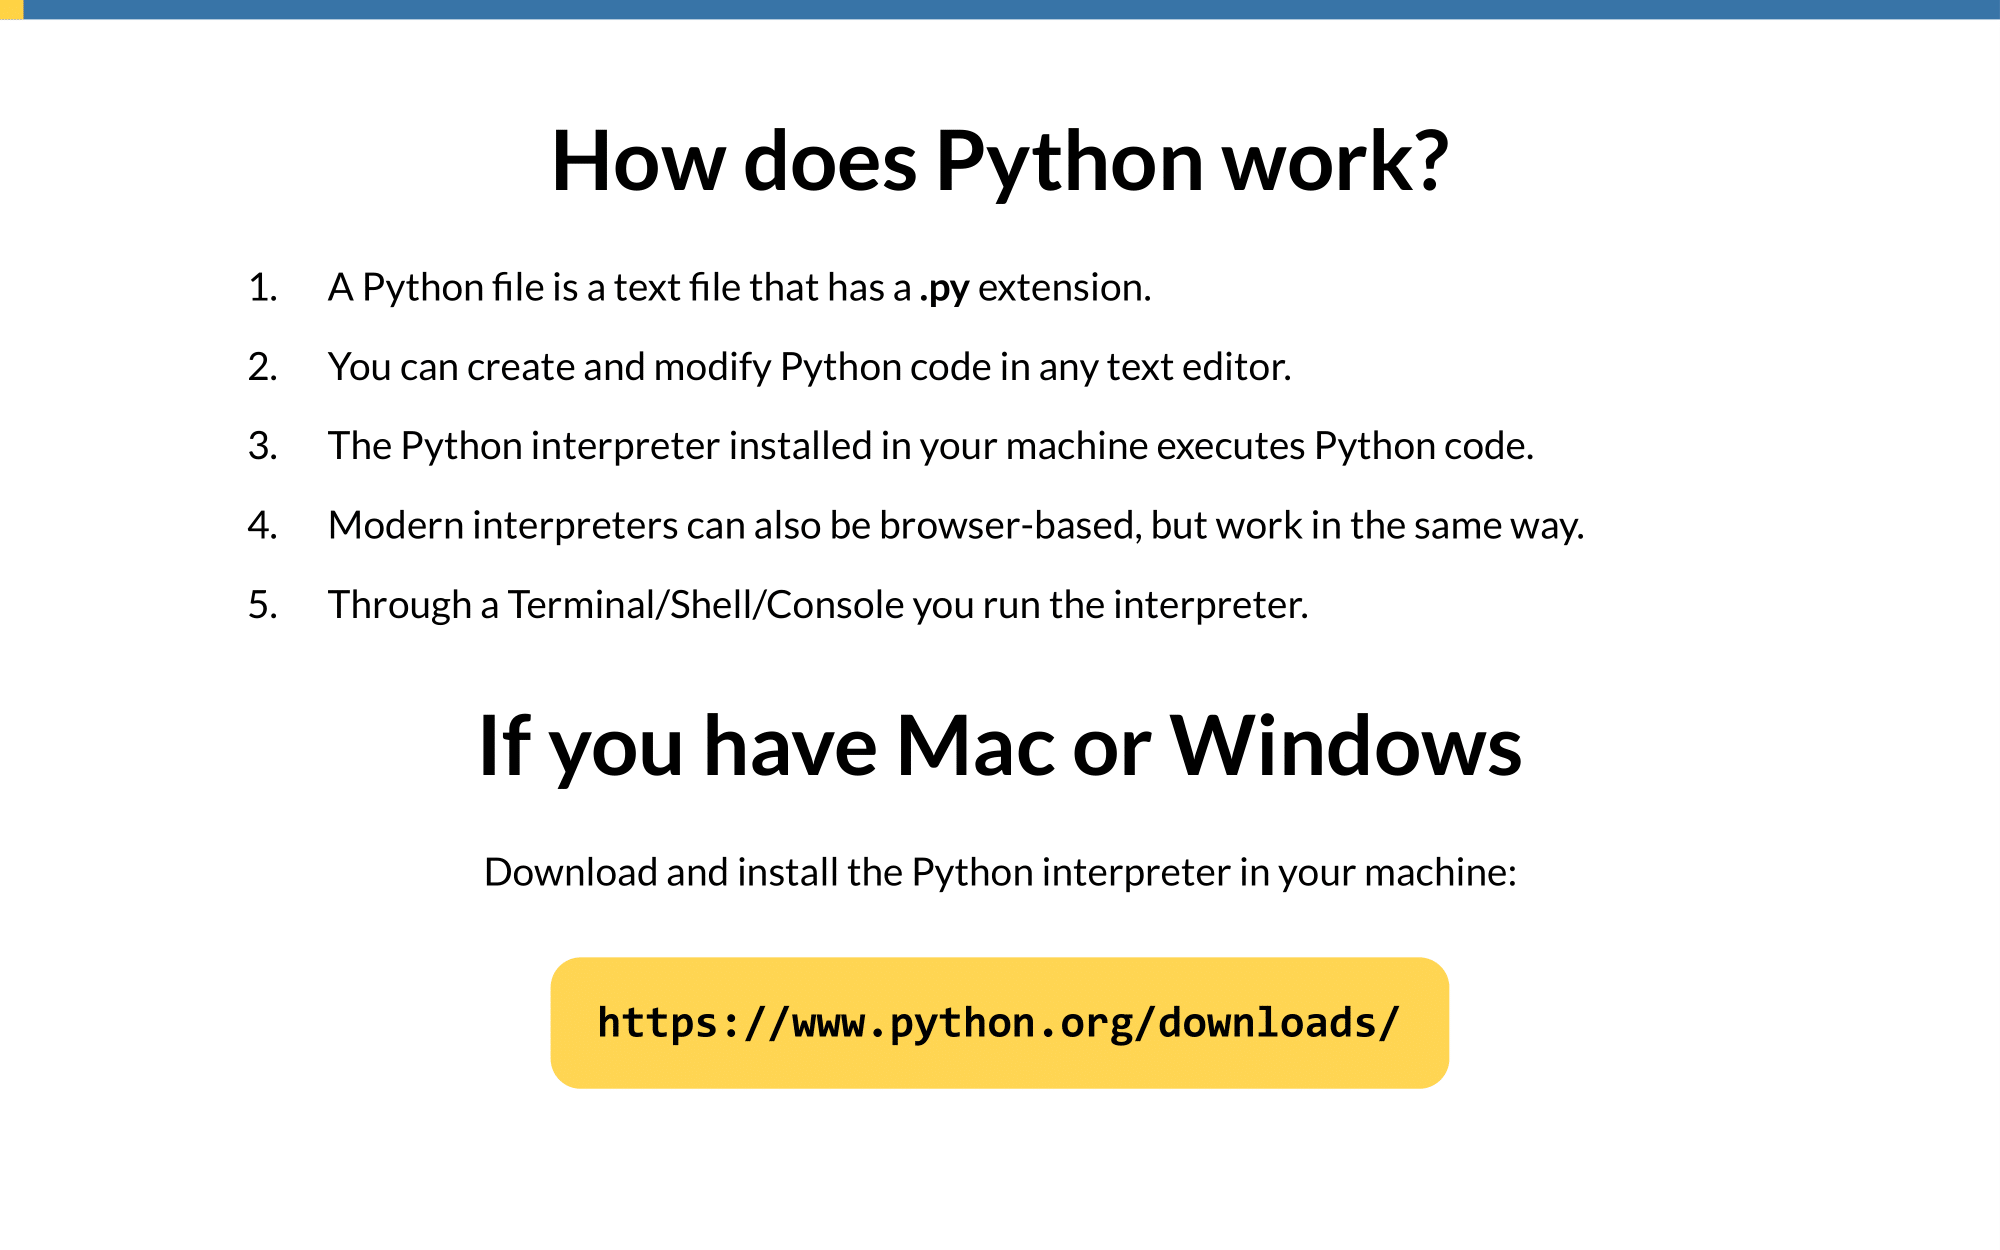 How does Python work?
1. A Python file is a text file that has a .py extension.
2. You can create and modify Python code in any text editor.
3. The Python interpreter installed in your machine executes Python code.
4. Modern interpreters can also be browser-based, but work in the same way.
5. Through a Terminal/Shell/Console you run the interpreter.
If you have Mac or Windows
Download and install the Python interpreter in your machine:
https://www.python.org/downloads/